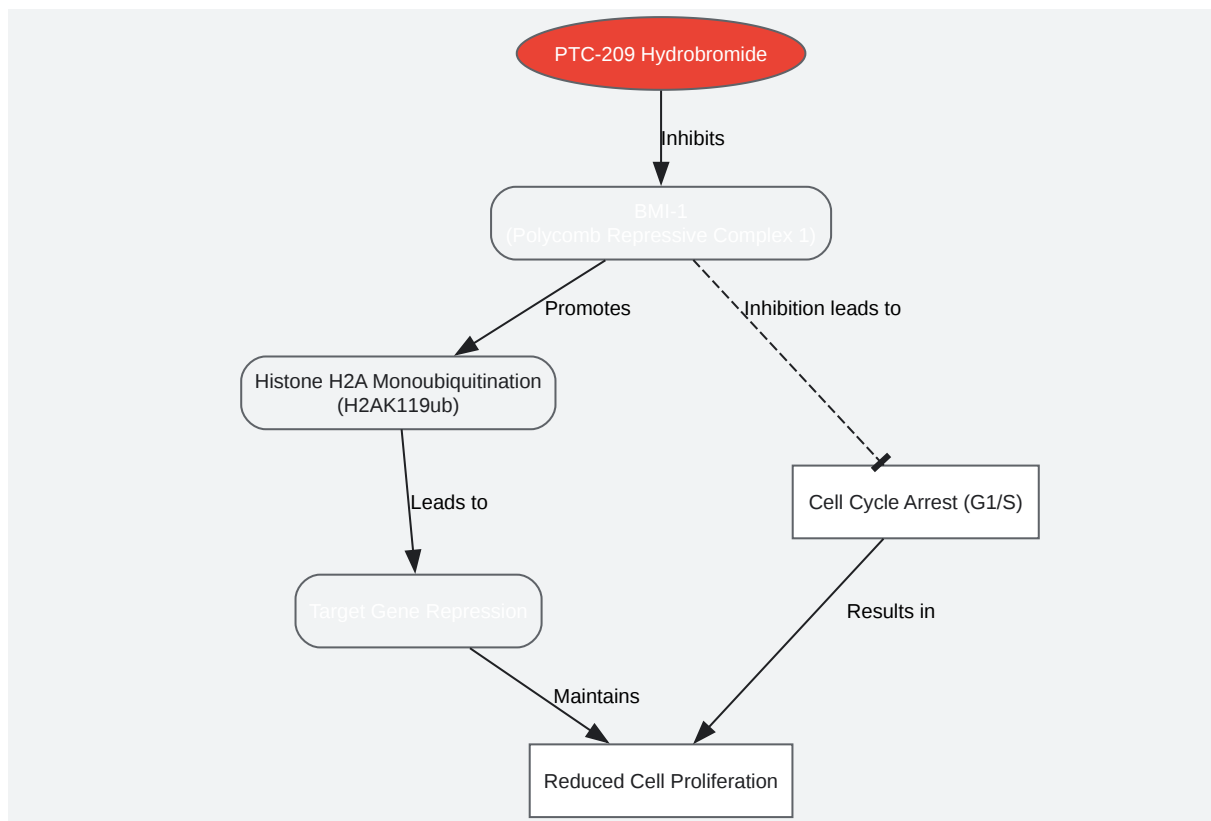 PTC-209 Hydrobromide
Inhibits
BMI-1
(Polycomb Repressive Complex 1)
Promotes
Inhibition leads to
Histone H2A Monoubiquitination
(H2AK119ub)
Cell Cycle Arrest (G1/S)
Leads to
Target Gene Repression
Results in
Maintains
Reduced Cell Proliferation